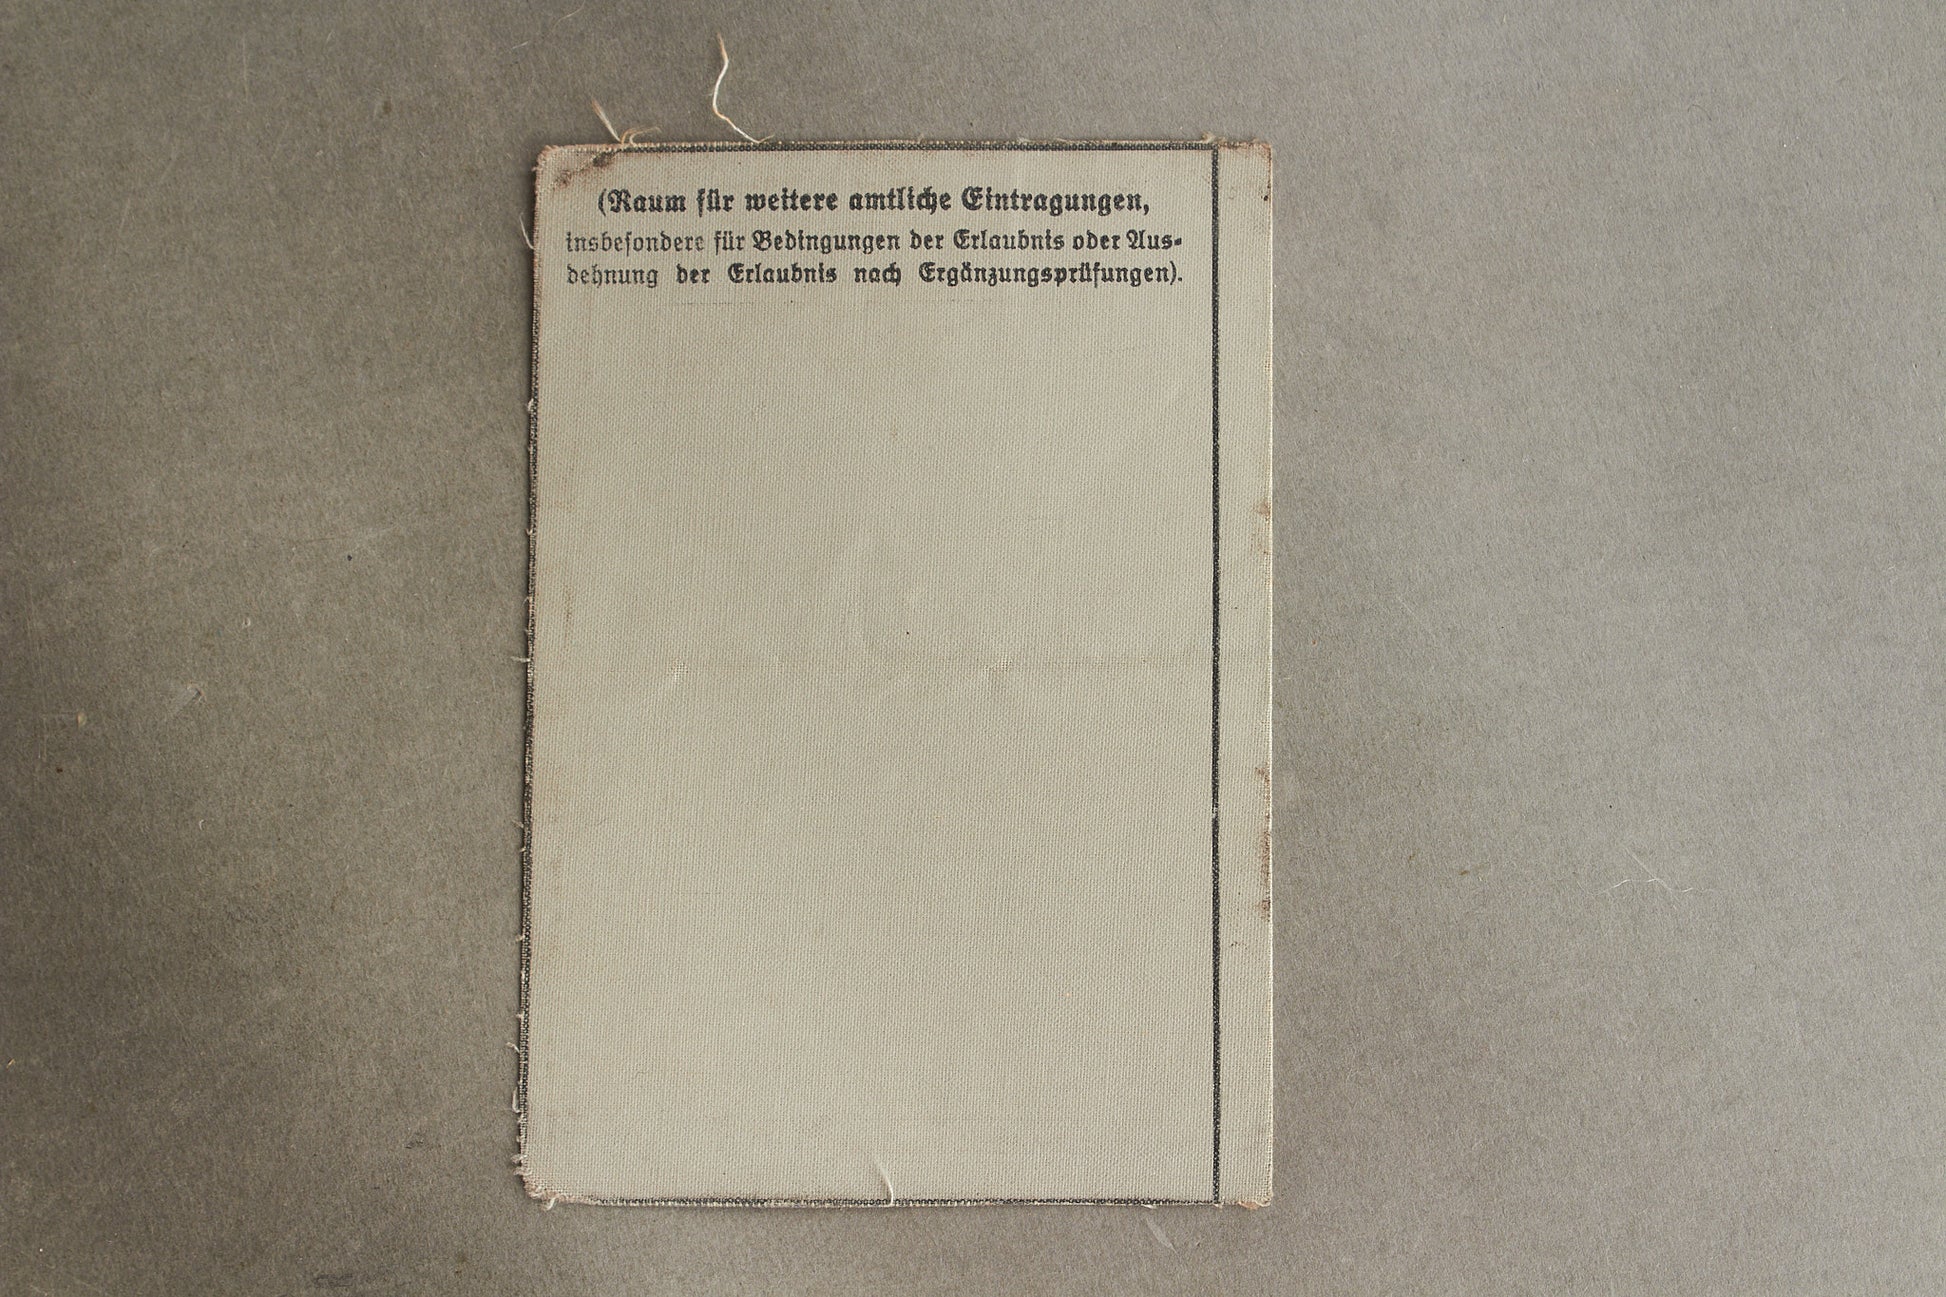 (Raum für weitere amtliche Eintragungen,
insbesondere für Bedingungen der Erlaubnis oder Aus-
dehnung der Erlaubnis nach Ergänzungsprüfungen).